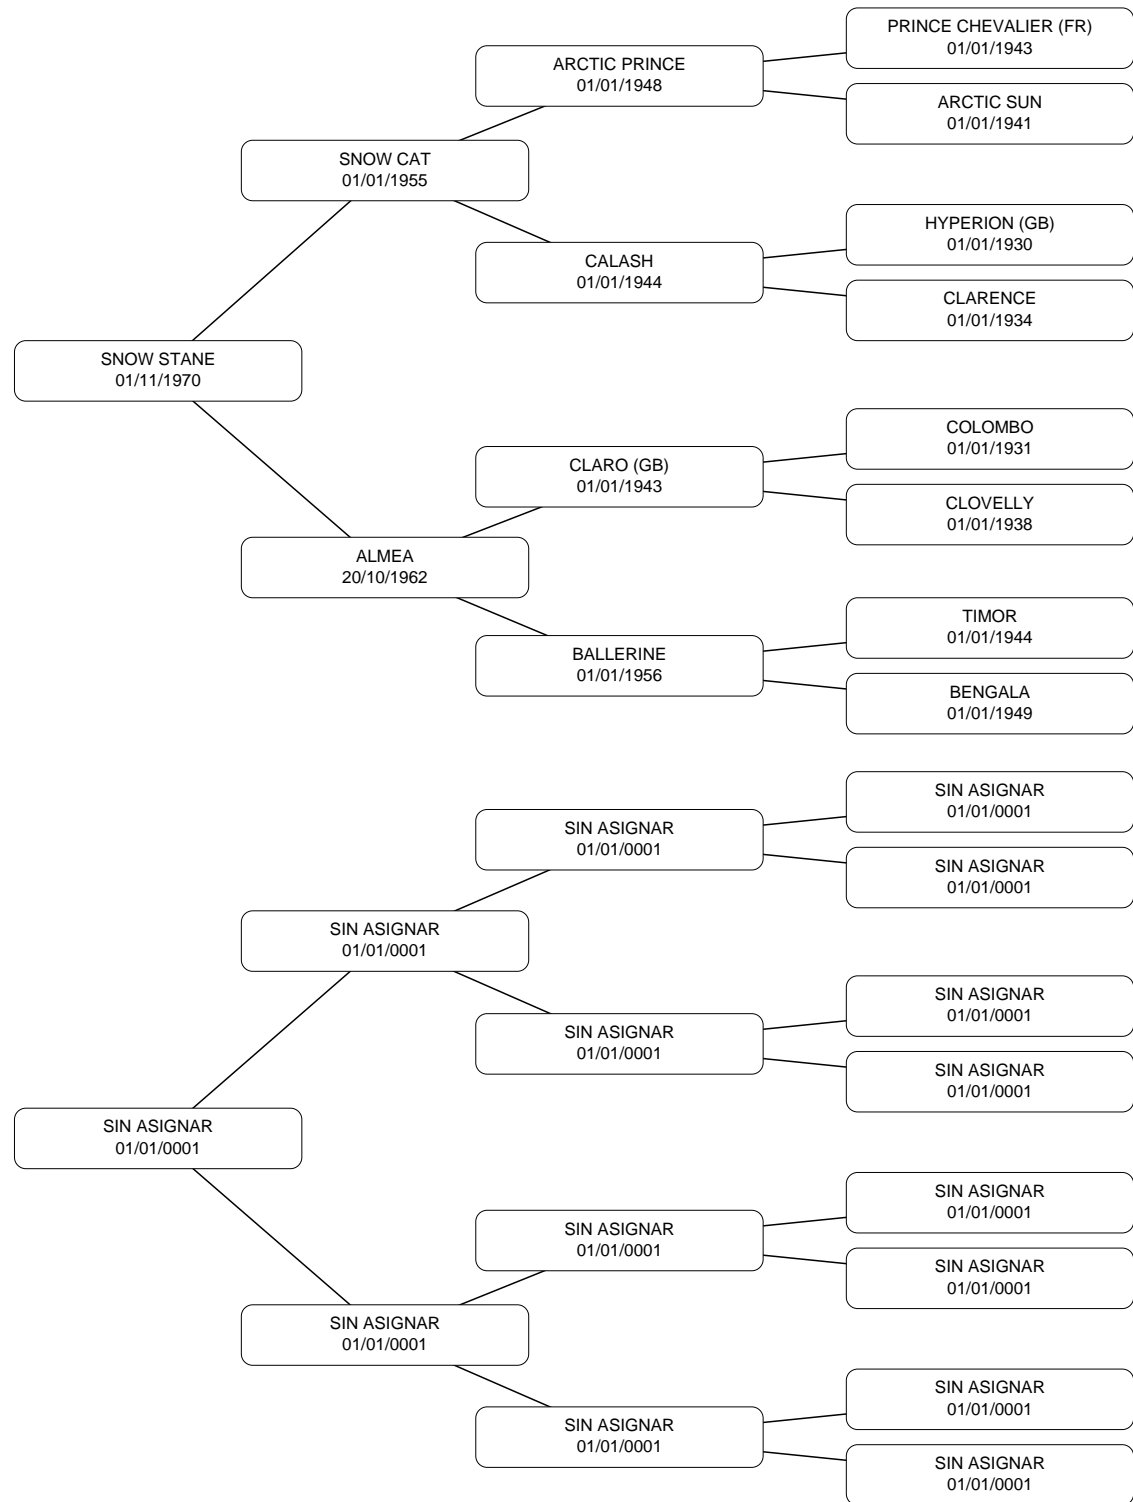 PRINCE CHEVALIER (FR)
01/01/1943
ARCTIC PRINCE
01/01/1948
ARCTIC SUN
01/01/1941
SNOW CAT
01/01/1955
HYPERION (GB)
01/01/1930
CALASH
01/01/1944
CLARENCE
01/01/1934
SNOW STANE
01/11/1970
COLOMBO
01/01/1931
CLARO (GB)
01/01/1943
CLOVELLY
01/01/1938
ALMEA
20/10/1962
TIMOR
01/01/1944
BALLERINE
01/01/1956
BENGALA
01/01/1949
SIN ASIGNAR
01/01/0001
SIN ASIGNAR
01/01/0001
SIN ASIGNAR
01/01/0001
SIN ASIGNAR
01/01/0001
SIN ASIGNAR
01/01/0001
SIN ASIGNAR
01/01/0001
SIN ASIGNAR
01/01/0001
SIN ASIGNAR
01/01/0001
SIN ASIGNAR
01/01/0001
SIN ASIGNAR
01/01/0001
SIN ASIGNAR
01/01/0001
SIN ASIGNAR
01/01/0001
SIN ASIGNAR
01/01/0001
SIN ASIGNAR
01/01/0001
SIN ASIGNAR
01/01/0001